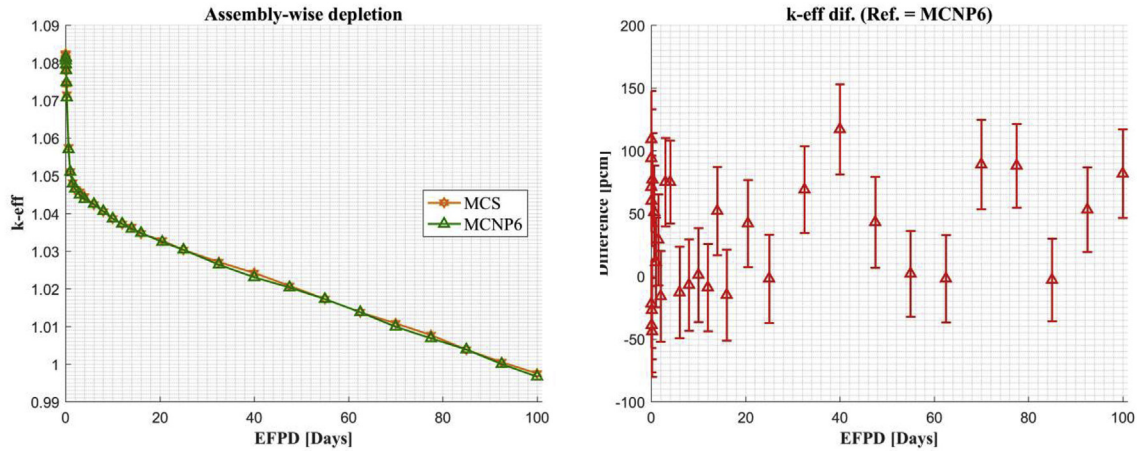 Assembly-wise depletion
1.09
1.08
1.07
1.06
1.05
1.04
1.03
1.02
1.01
1
0.99
k-eff
MCS
MCNP6
0 20 40 60 80 100
EFPD [Days]
k-eff dif. (Ref. = MCNP6)
200
150
100
50
0
-50
-100
Difference [pcm]
0 20 40 60 80 100
EFPD [Days]